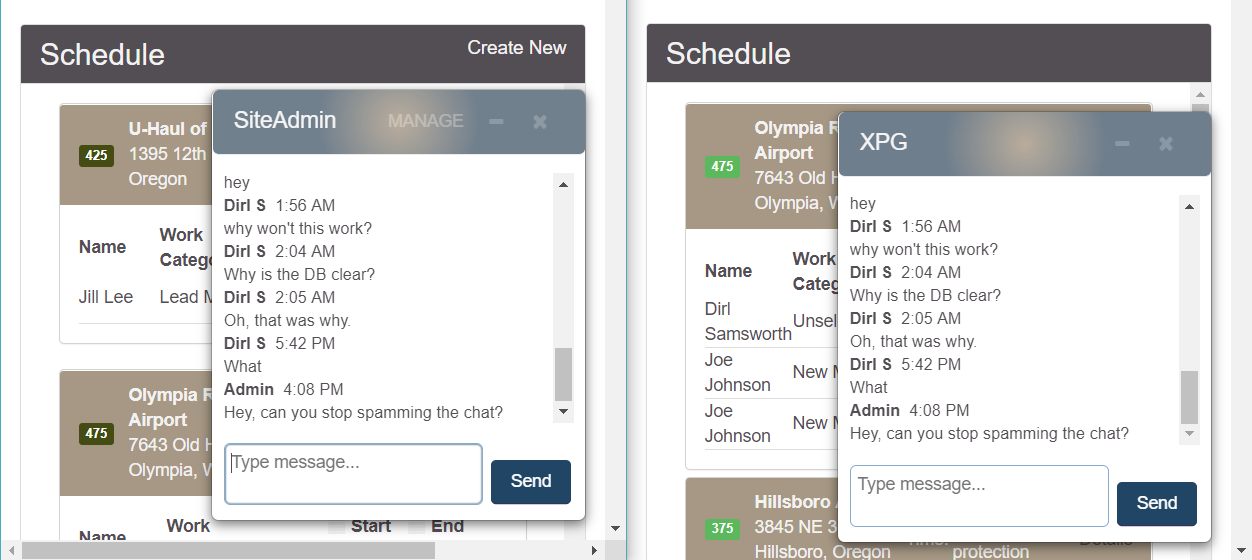 Schedule
Create New
425
U-Haul of
1395 12th
Oregon
Name
Work
Catego
Jill Lee
Lead M
475
Olympia R
Airport
7643 Old H
Olympia, W
Name
Work
Start
End
SiteAdmin
MANAGE
hey
Dirl S 1:56 AM
why won't this work?
Dirl S 2:04 AM
Why is the DB clear?
Dirl S 2:05 AM
Oh, that was why.
Dirl S 5:42 PM
What
Admin 4:08 PM
Hey, can you stop spamming the chat?
Type message...
Send
Schedule
475
Olympia R
Airport
7643 Old H
Olympia, W
Name
Work
Categ
Dirl
Samsworth
Unsel
Joe
Johnson
New M
Joe
Johnson
New M
375
Hillsboro A
3845 NE 3
Hillsboro, Oregon
protection
Details
XPG
hey
Dirl S 1:56 AM
why won't this work?
Dirl S 2:04 AM
Why is the DB clear?
Dirl S 2:05 AM
Oh, that was why.
Dirl S 5:42 PM
What
Admin 4:08 PM
Hey, can you stop spamming the chat?
Type message...
Send